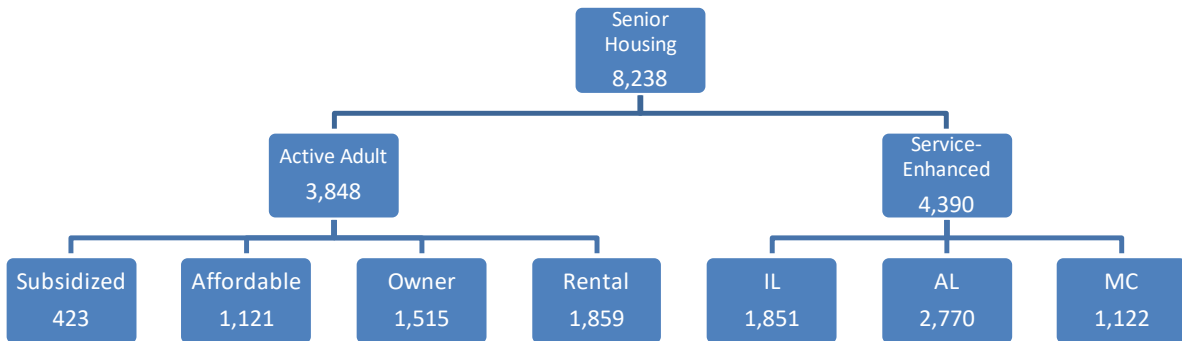 Senior
Housing
8,238
Active Adult
3,848
Service-
Enhanced
4,390
Subsidized
423
Affordable
1,121
Owner
1,515
Rental
1,859
IL
1,851
AL
2,770
MC
1,122